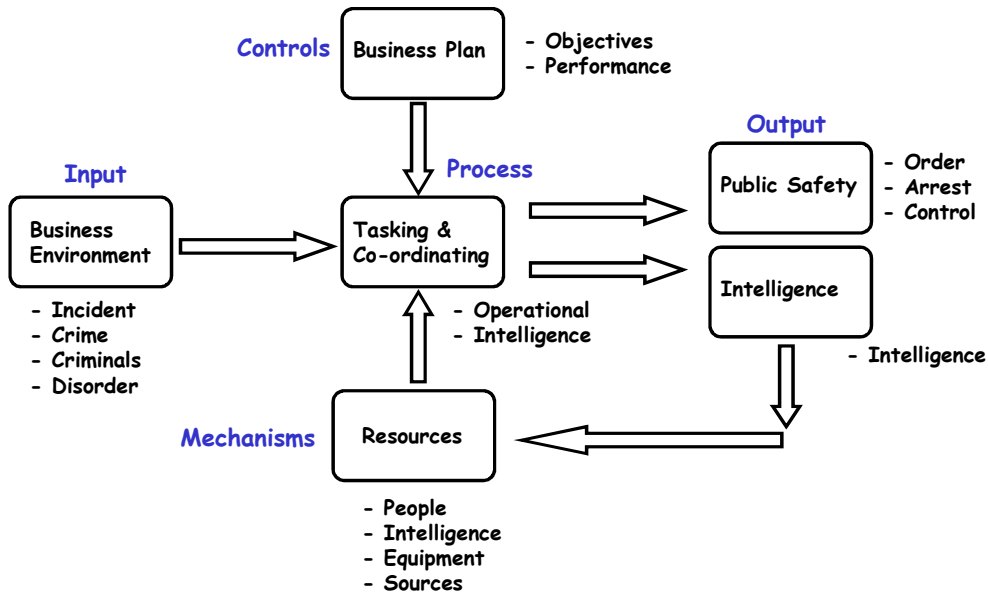 Controls
Business Plan
- Objectives
- Performance
Output
Process
Input
Public Safety
- Order
- Arrest
- Control
Business
Environment
Tasking &
Co-ordinating
Intelligence
- Incident
- Crime
- Criminals
- Disorder
- Operational
- Intelligence
- Intelligence
Mechanisms
Resources
- People
- Intelligence
- Equipment
- Sources